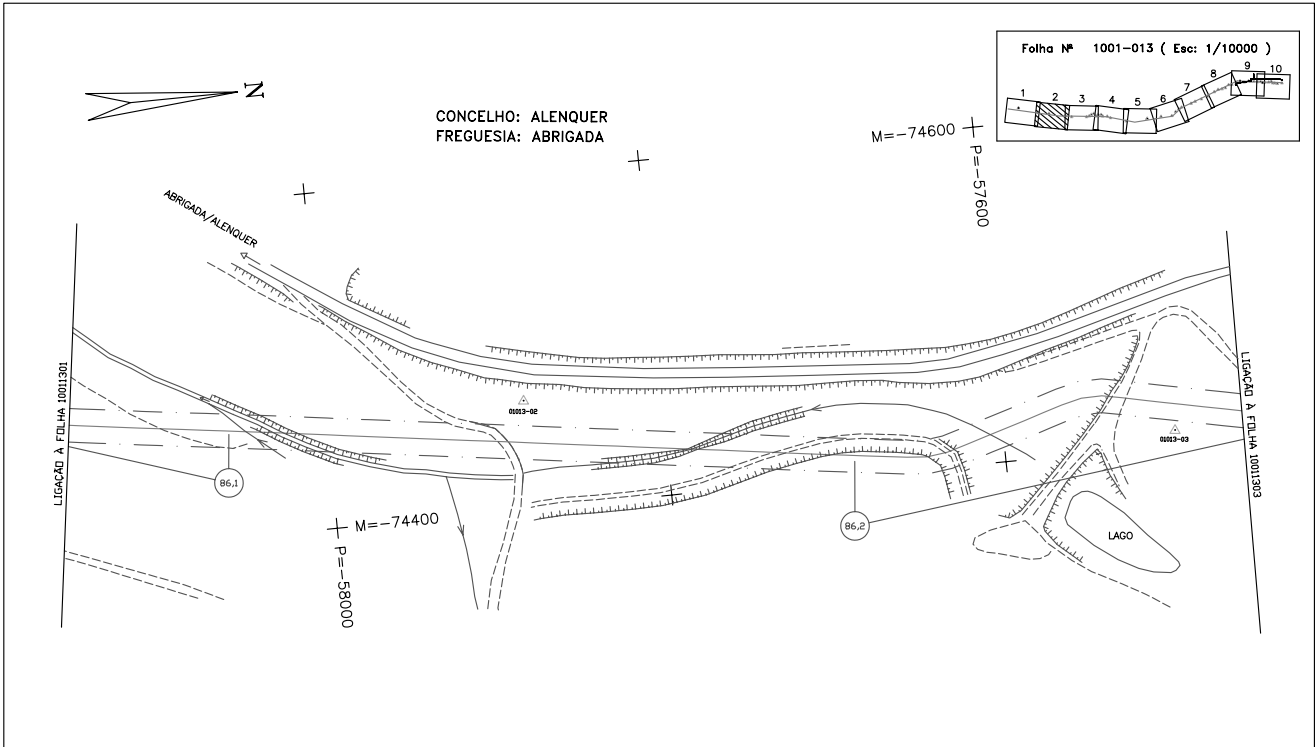 Folha Nº 1001-013 ( Esc: 1/10000 )
1 2 3 4 5 6 7 8 9 10
N
CONCELHO: ALENQUER
FREGUESIA: ABRIGADA
M=-74600
P=-57600
ABRIGADA/ALENQUER
LIGAÇÃO À FOLHA 10011301
LIGAÇÃO À FOLHA 10011303
01013-02
01013-03
86,1
86,2
M=-74400
P=-58000
LAGO